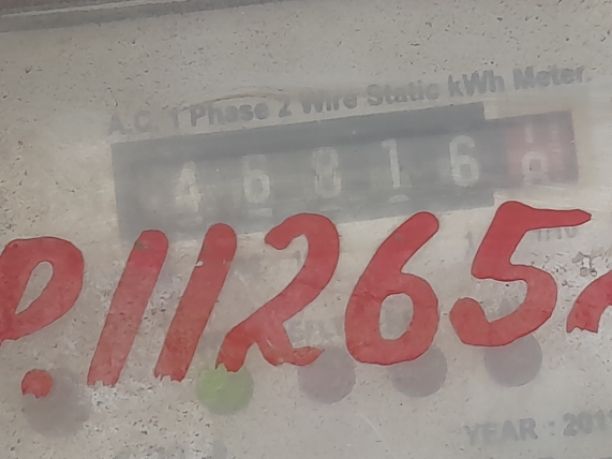 A.C. 1 Phase 2 Wire Static kWh Meter.
46816
P.11265
YEAR : 201